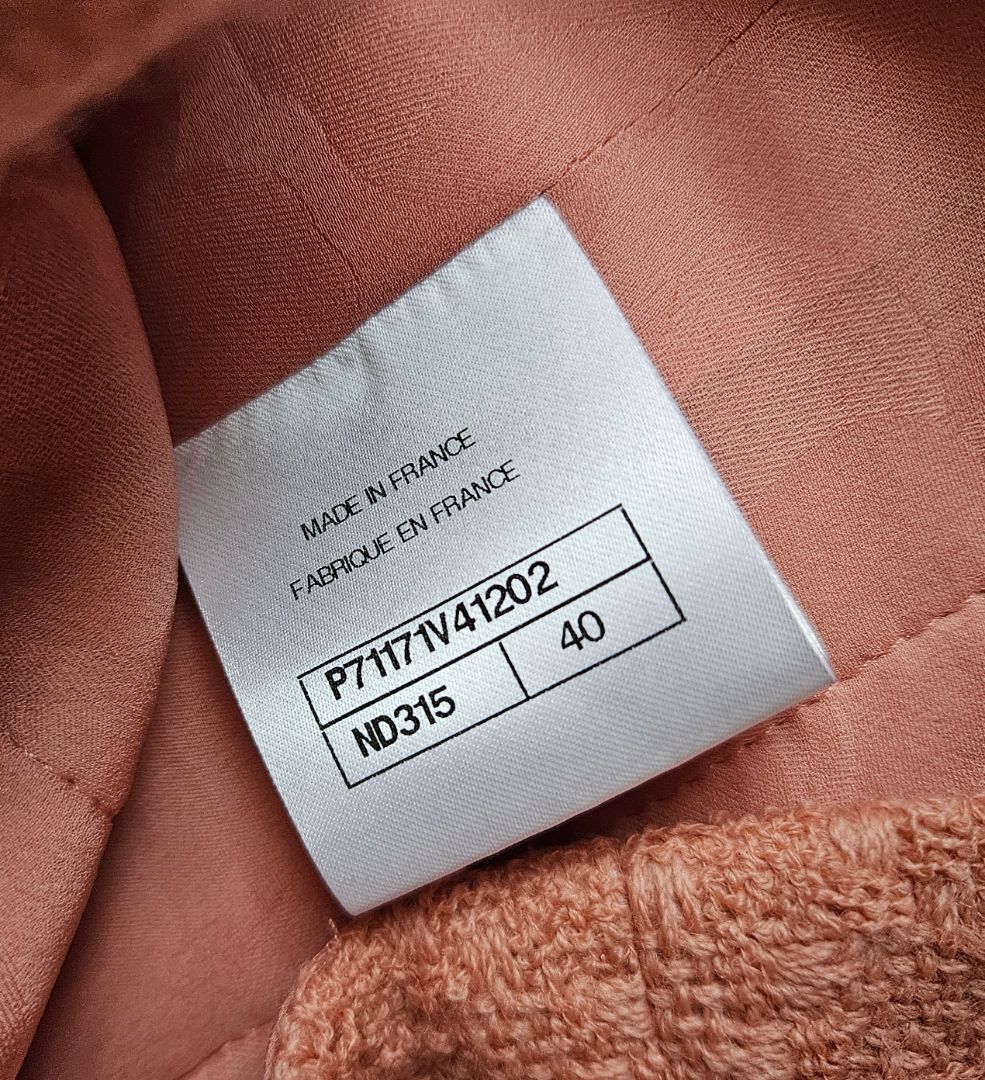 MADE IN FRANCE
FABRIQUE EN FRANCE
P71171V41202
ND315 40